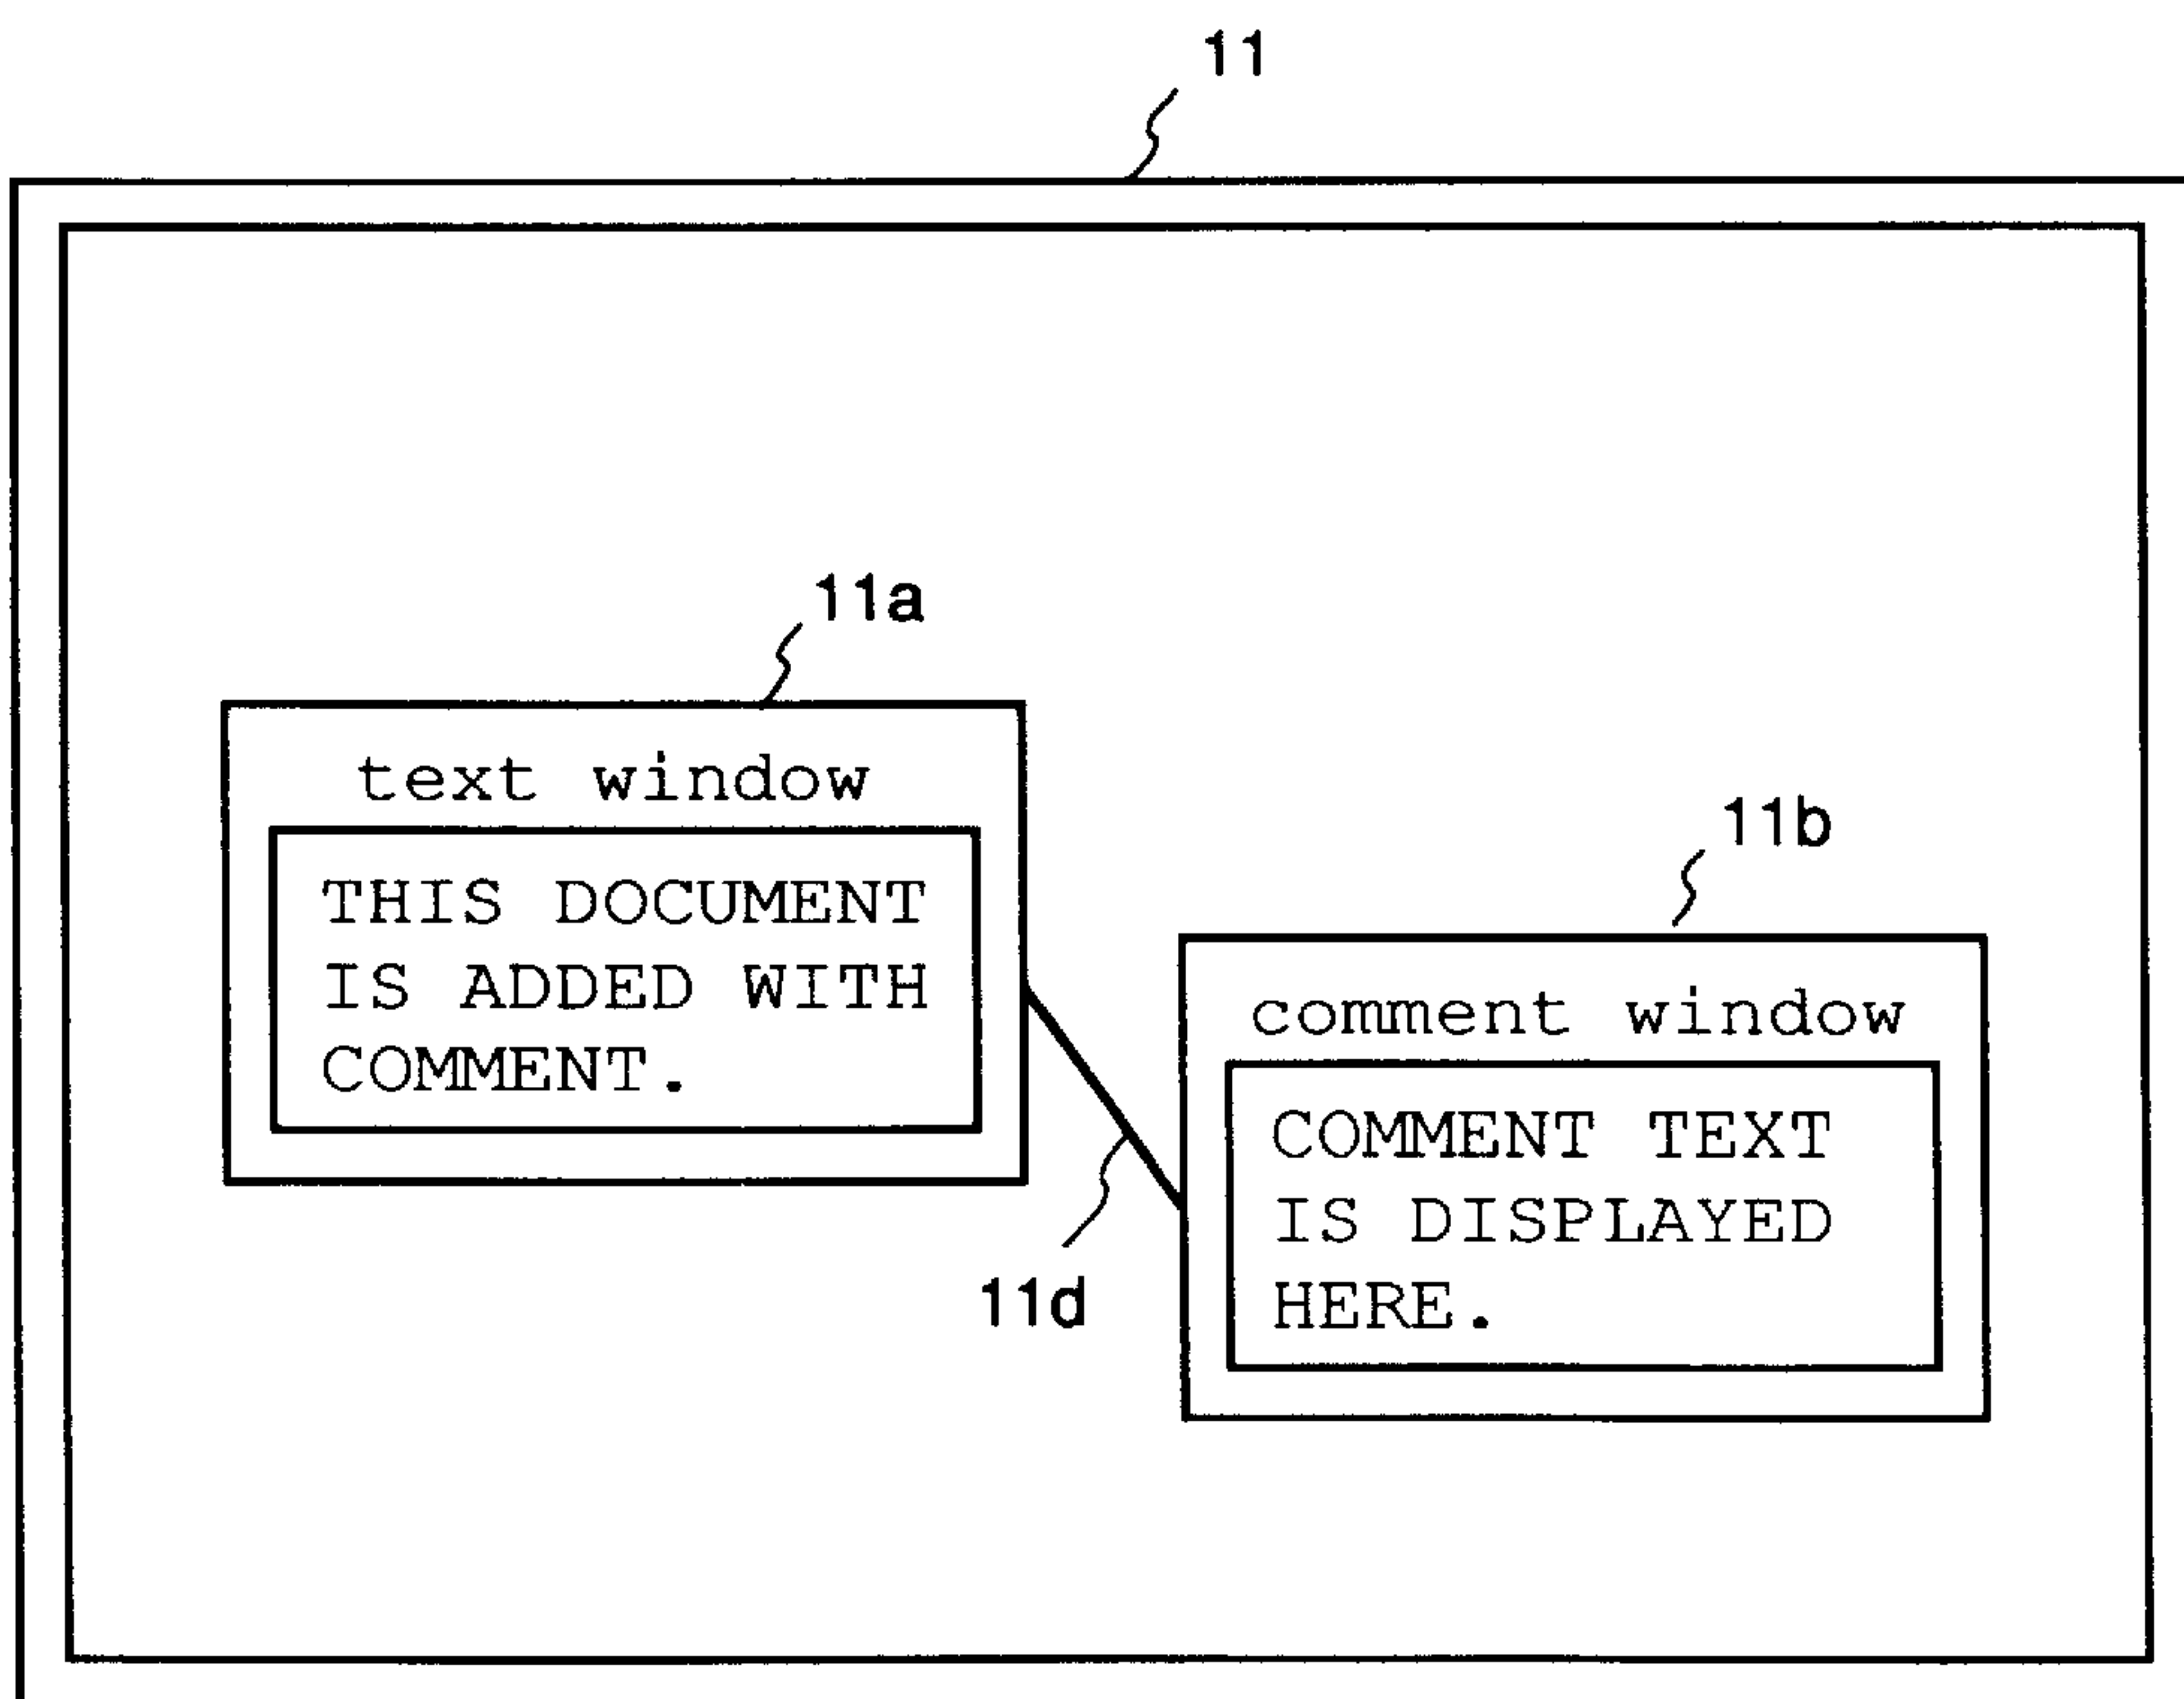 11
11a
text window
THIS DOCUMENT
IS ADDED WITH
COMMENT.
11b
comment window
COMMENT TEXT
IS DISPLAYED
HERE.
11d